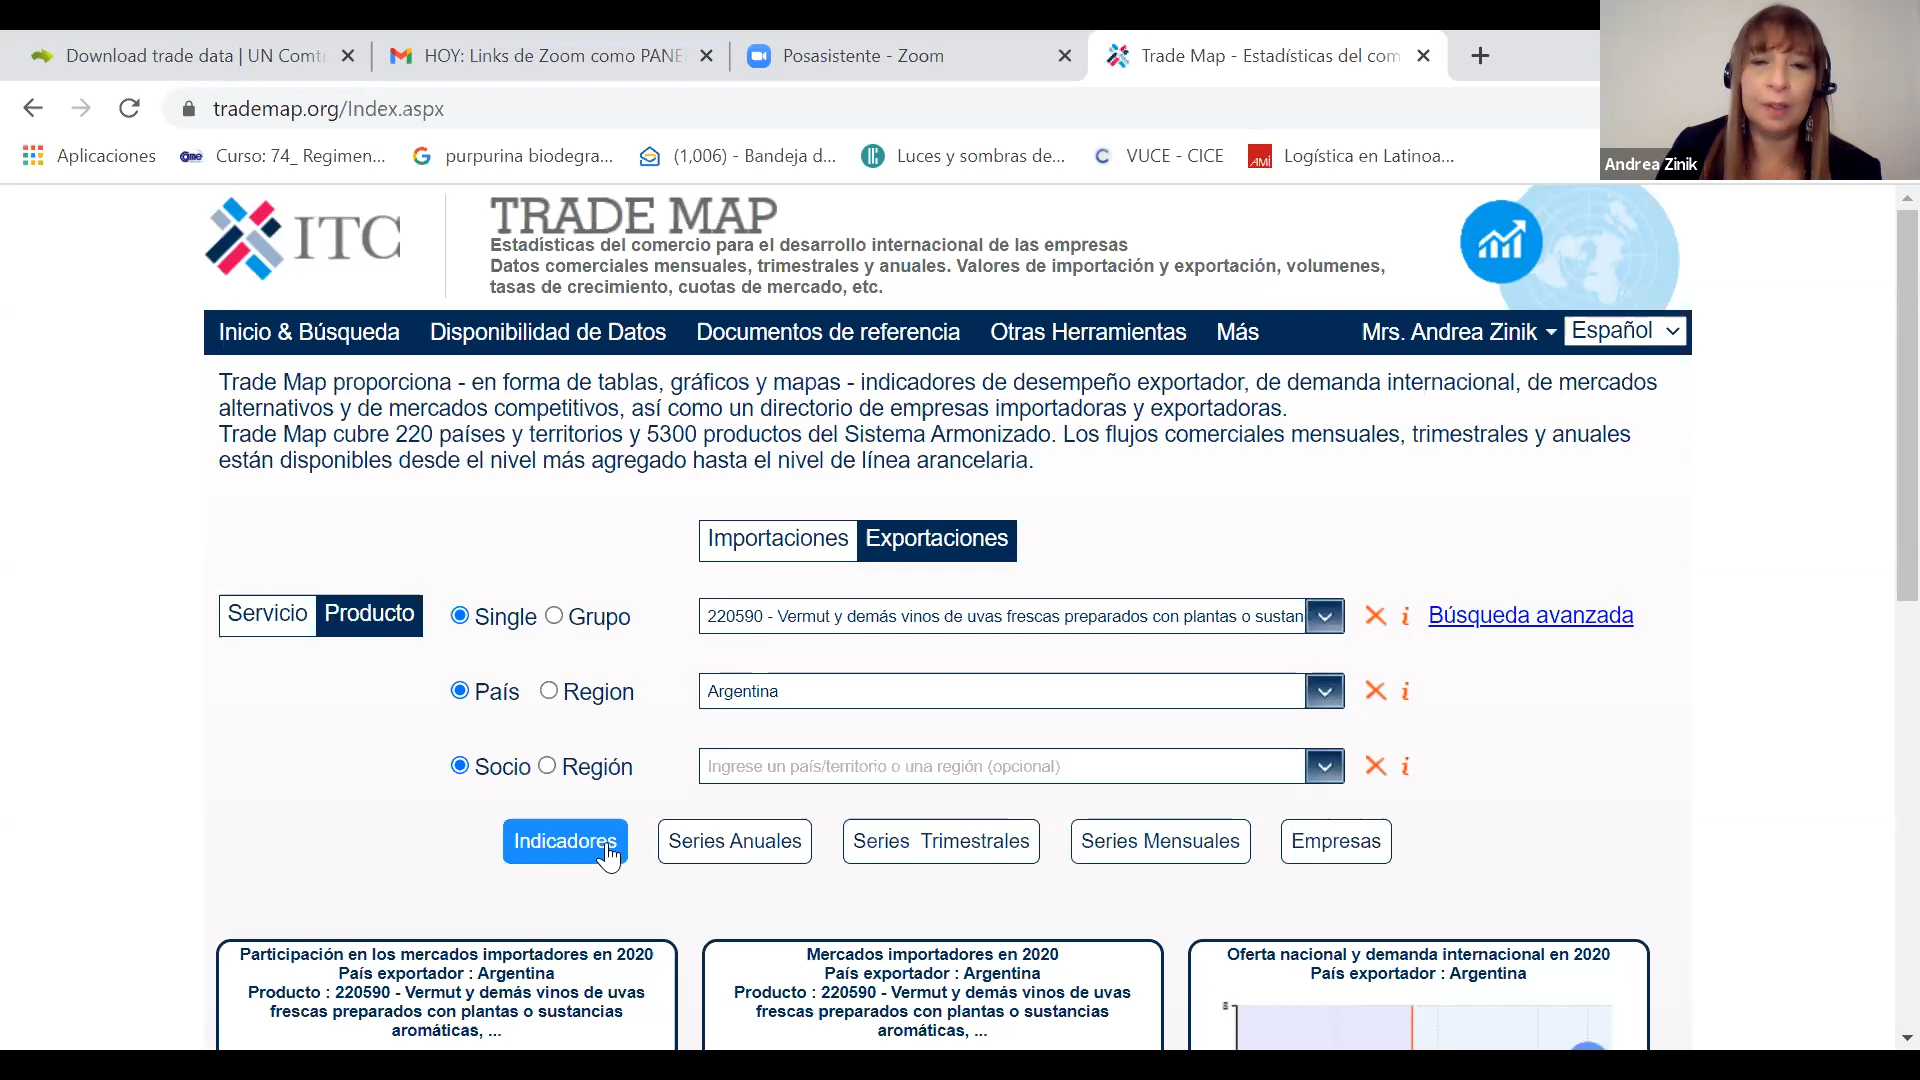 Download trade data | UN Comt
HOY: Links de Zoom como PANE
Posasistente - Zoom
Trade Map - Estadísticas del com
trademap.org/Index.aspx
Aplicaciones
Curso: 74_ Regimen...
purpurina biodegra...
(1,006) - Bandeja d...
Luces y sombras de...
VUCE - CICE
Logística en Latinoa...
Andrea Zinik
ITC
TRADE MAP
Estadísticas del comercio para el desarrollo internacional de las empresas
Datos comerciales mensuales, trimestrales y anuales. Valores de importación y exportación, volumenes,
tasas de crecimiento, cuotas de mercado, etc.
Inicio & Búsqueda Disponibilidad de Datos Documentos de referencia Otras Herramientas Más Mrs. Andrea Zinik Español
Trade Map proporciona - en forma de tablas, gráficos y mapas - indicadores de desempeño exportador, de demanda internacional, de mercados
alternativos y de mercados competitivos, así como un directorio de empresas importadoras y exportadoras.
Trade Map cubre 220 países y territorios y 5300 productos del Sistema Armonizado. Los flujos comerciales mensuales, trimestrales y anuales
están disponibles desde el nivel más agregado hasta el nivel de línea arancelaria.
Importaciones Exportaciones
Servicio Producto Single Grupo 220590 - Vermut y demás vinos de uvas frescas preparados con plantas o sustan i Búsqueda avanzada
País Region Argentina i
Socio Región Ingrese un país/territorio o una región (opcional) i
Indicadores Series Anuales Series Trimestrales Series Mensuales Empresas
Participación en los mercados importadores en 2020
País exportador : Argentina
Producto : 220590 - Vermut y demás vinos de uvas
frescas preparados con plantas o sustancias
aromáticas, ...
Mercados importadores en 2020
País exportador : Argentina
Producto : 220590 - Vermut y demás vinos de uvas
frescas preparados con plantas o sustancias
aromáticas, ...
Oferta nacional y demanda internacional en 2020
País exportador : Argentina